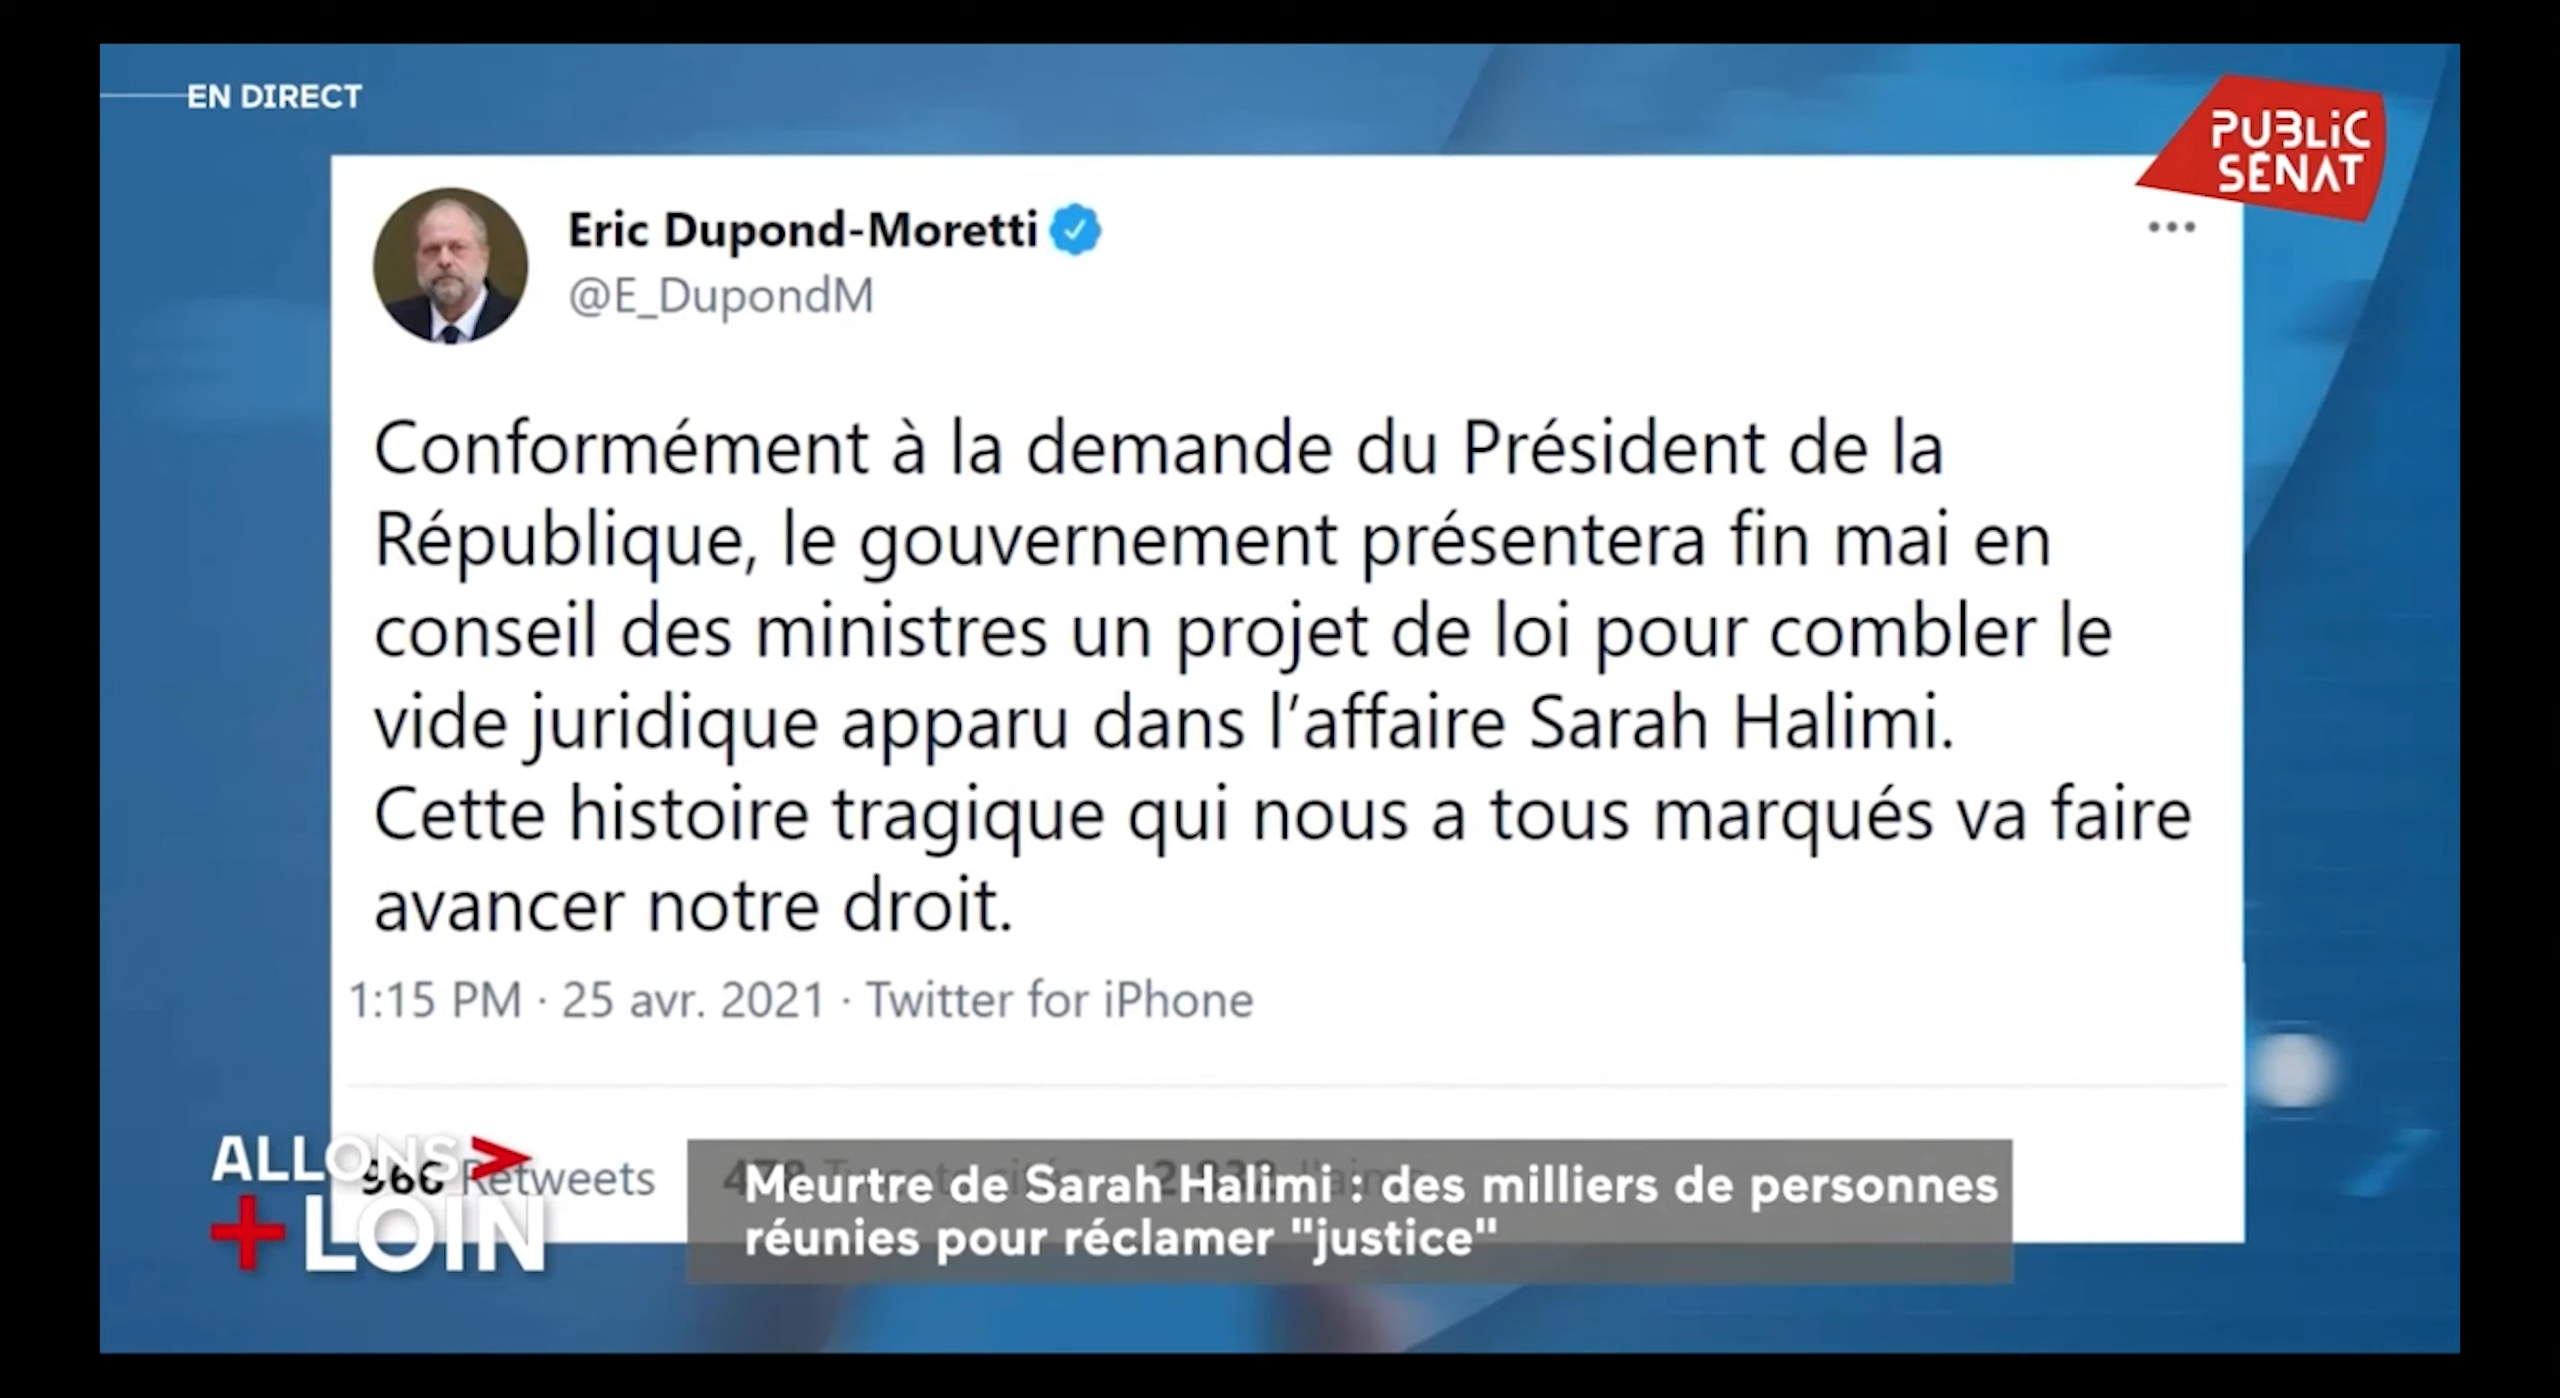 EN DIRECT
PUBLIC
SÉNAT
Eric Dupond-Moretti
@E_DupondM
Conformément à la demande du Président de la
République, le gouvernement présentera fin mai en
conseil des ministres un projet de loi pour combler le
vide juridique apparu dans l’affaire Sarah Halimi.
Cette histoire tragique qui nous a tous marqués va faire
avancer notre droit.
1:15 PM · 25 avr. 2021 · Twitter for iPhone
Retweets
ALLONS
+ LOIN
Meurtre de Sarah Halimi : des milliers de personnes
réunies pour réclamer "justice"